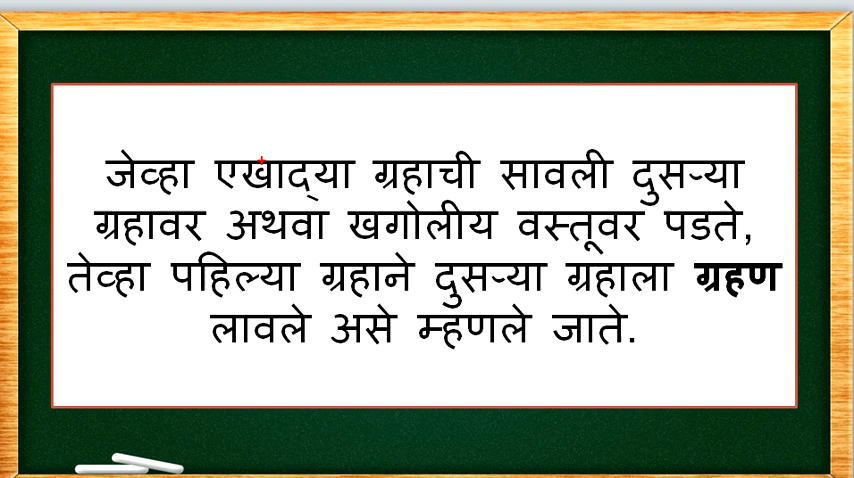 जेव्हा एखाद्‌या ग्रहाची सावली दुसऱ्या
ग्रहावर अथवा खगोलीय वस्तूवर पडते,
तेव्हा पहिल्या ग्रहाने दुसऱ्या ग्रहाला ग्रहण
लावले असे म्हणले जाते.